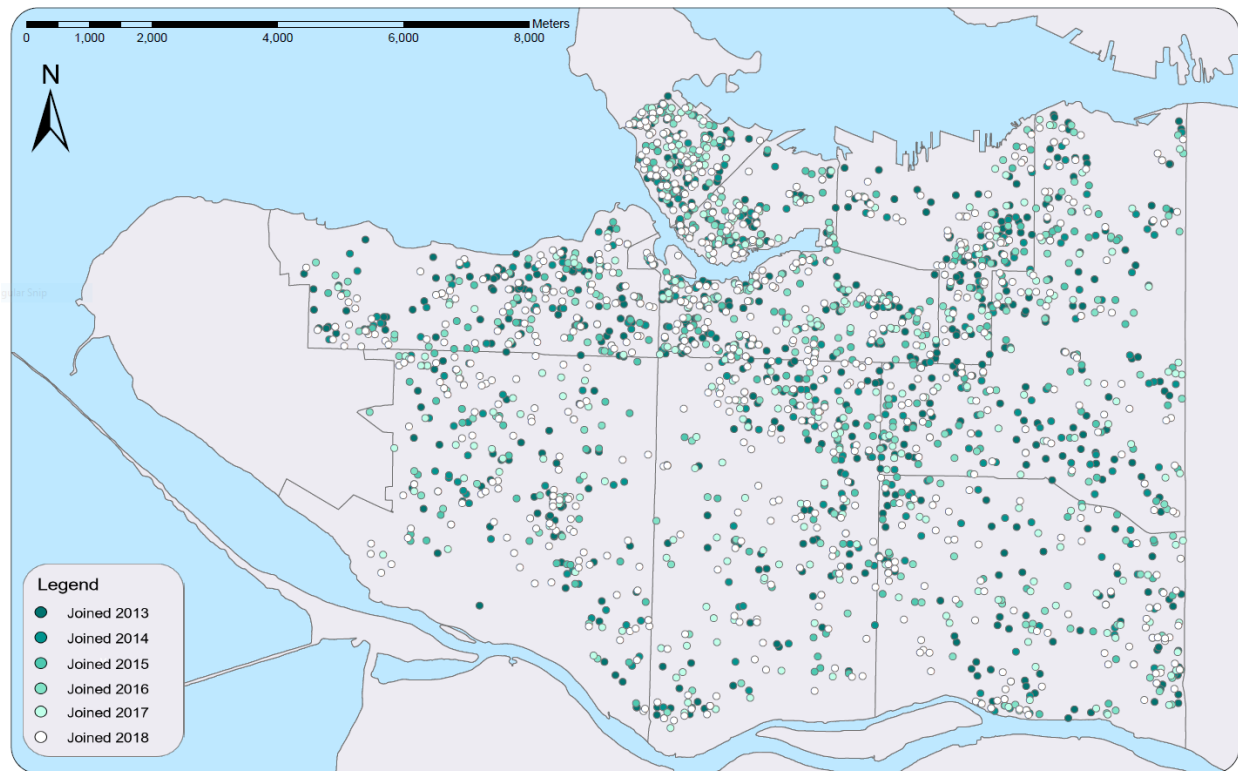 Meters
0 1,000 2,000 4,000 6,000 8,000
N
Legend
Joined 2013
Joined 2014
Joined 2015
Joined 2016
Joined 2017
Joined 2018